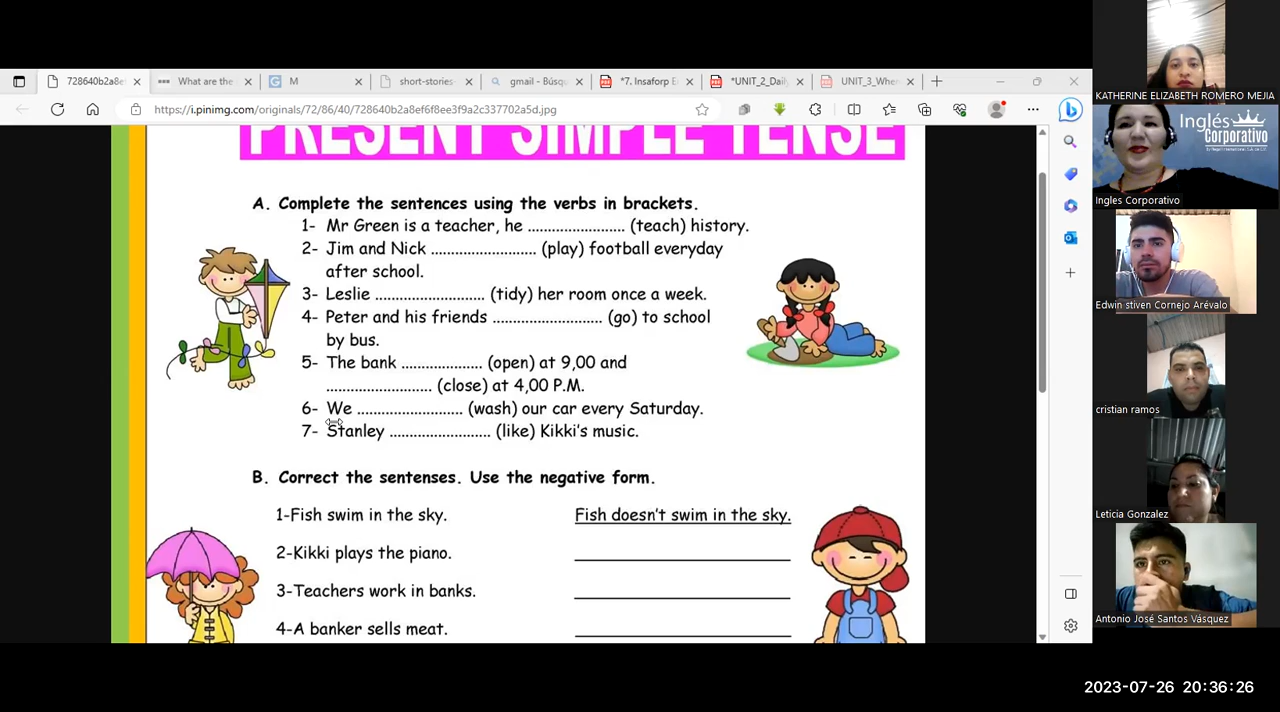 728640b2a8e
What are the
M
short-stories-
gmail - Búsqu
*7. Insaforp E
*UNIT_2_Dail
UNIT_3_Wher
https://i.pinimg.com/originals/72/86/40/728640b2a8ef6f8ee3f9a2c337702a5d.jpg
PRESENT SIMPLE TENSE
A. Complete the sentences using the verbs in brackets.
1- Mr Green is a teacher, he ........................ (teach) history.
2- Jim and Nick .......................... (play) football everyday
after school.
3- Leslie ........................... (tidy) her room once a week.
4- Peter and his friends ........................... (go) to school
by bus.
5- The bank .................... (open) at 9,00 and
.......................... (close) at 4,00 P.M.
6- We .......................... (wash) our car every Saturday.
7- Stanley ......................... (like) Kikki's music.
B. Correct the sentenses. Use the negative form.
1-Fish swim in the sky. Fish doesn't swim in the sky.
2-Kikki plays the piano.
3-Teachers work in banks.
4-A banker sells meat.
KATHERINE ELIZABETH ROMERO MEJIA
Inglés
Corporativo
Ingles Corporativo
Edwin stiven Cornejo Arévalo
cristian ramos
Leticia Gonzalez
Antonio José Santos Vásquez
2023-07-26 20:36:26